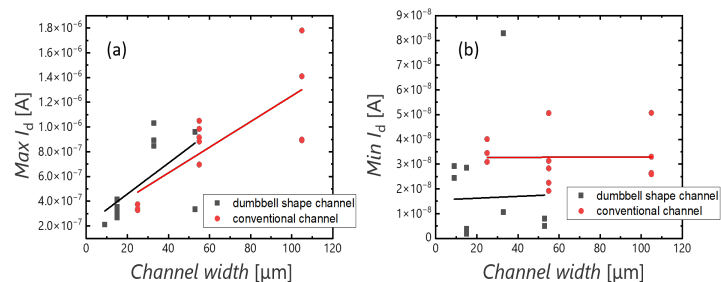 (a)
Max Id [A]
1.8×10⁻⁶
1.6×10⁻⁶
1.4×10⁻⁶
1.2×10⁻⁶
1.0×10⁻⁶
8.0×10⁻⁷
6.0×10⁻⁷
4.0×10⁻⁷
2.0×10⁻⁷
dumbbell shape channel
conventional channel
0 20 40 60 80 100 120
Channel width [μm]
(b)
Min Id [A]
9×10⁻⁸
8×10⁻⁸
7×10⁻⁸
6×10⁻⁸
5×10⁻⁸
4×10⁻⁸
3×10⁻⁸
2×10⁻⁸
1×10⁻⁸
0
dumbbell shape channel
conventional channel
0 20 40 60 80 100 120
Channel width [μm]